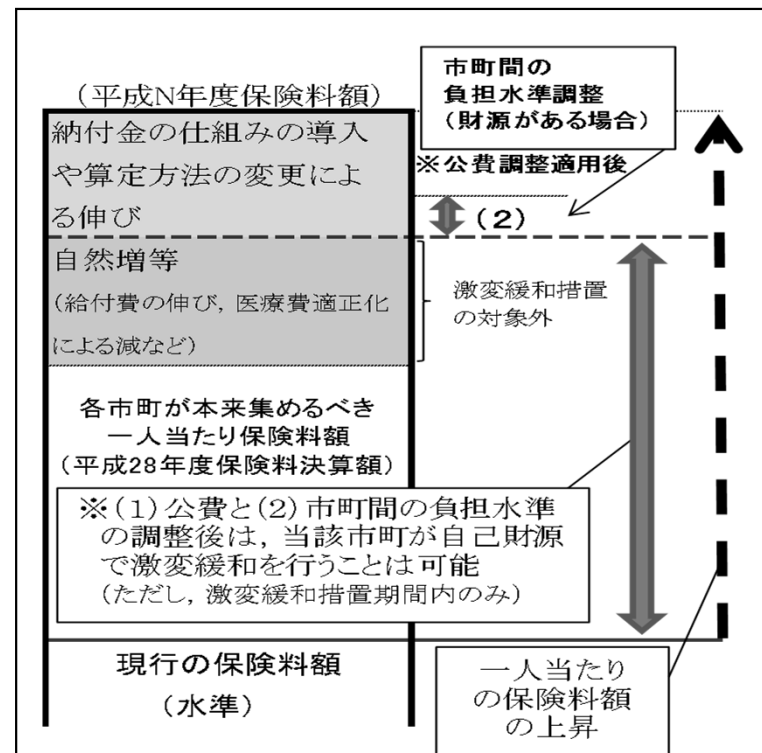 (平成N年度保険料額)
納付金の仕組みの導入
や算定方法の変更によ
る伸び
自然増等
(給付費の伸び, 医療費適正化
による減など)
各市町が本来集めるべき
一人当たり保険料額
(平成28年度保険料決算額)
※(1)公費と(2)市町間の負担水準
の調整後は, 当該市町が自己財源
で激変緩和を行うことは可能
(ただし, 激変緩和措置期間内のみ)
現行の保険料額
(水準)
市町間の
負担水準調整
(財源がある場合)
※公費調整適用後
(2)
激変緩和措置
の対象外
一人当たり
の保険料額
の上昇